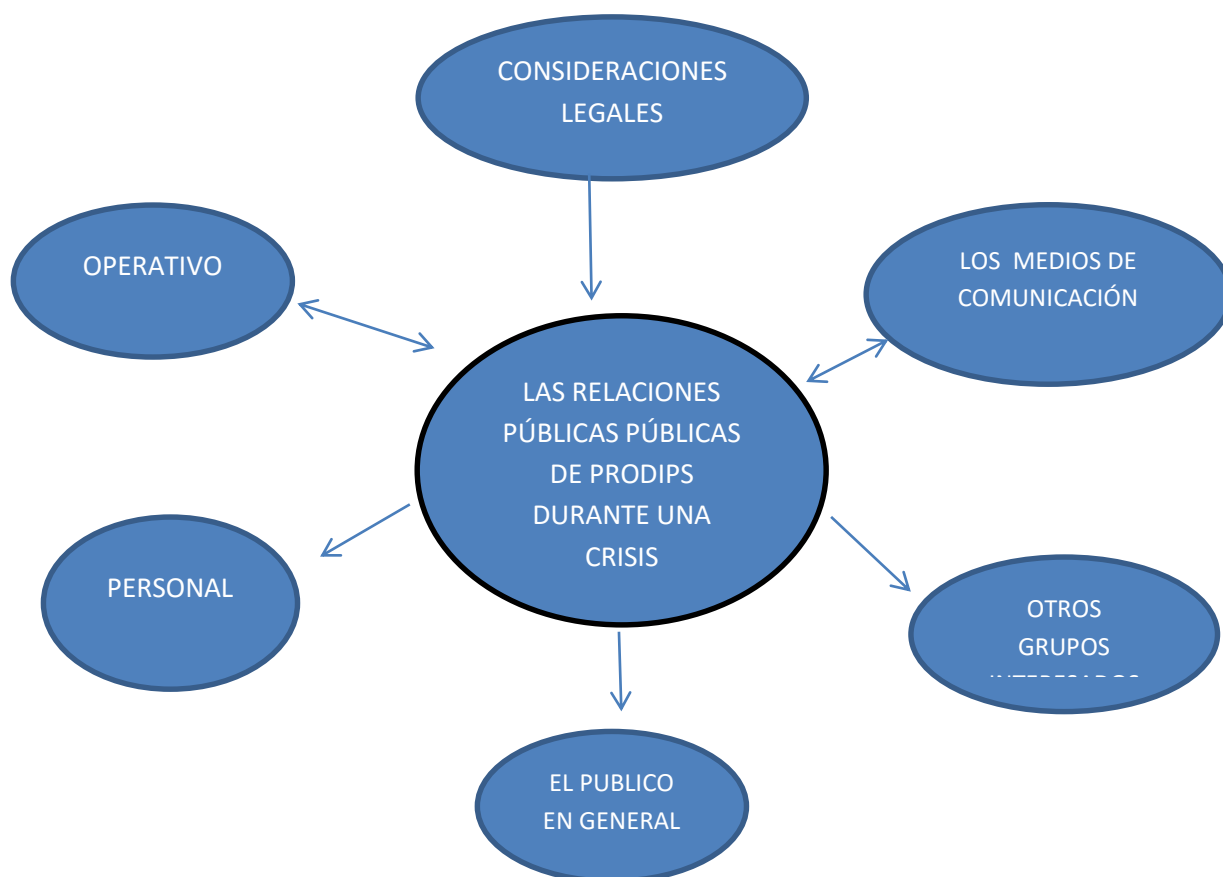 CONSIDERACIONES
LEGALES
OPERATIVO
LOS MEDIOS DE
COMUNICACIÓN
LAS RELACIONES
PÚBLICAS PÚBLICAS
DE PRODIPS
DURANTE UNA
CRISIS
PERSONAL
OTROS
GRUPOS
INTERESADOS
EL PUBLICO
EN GENERAL